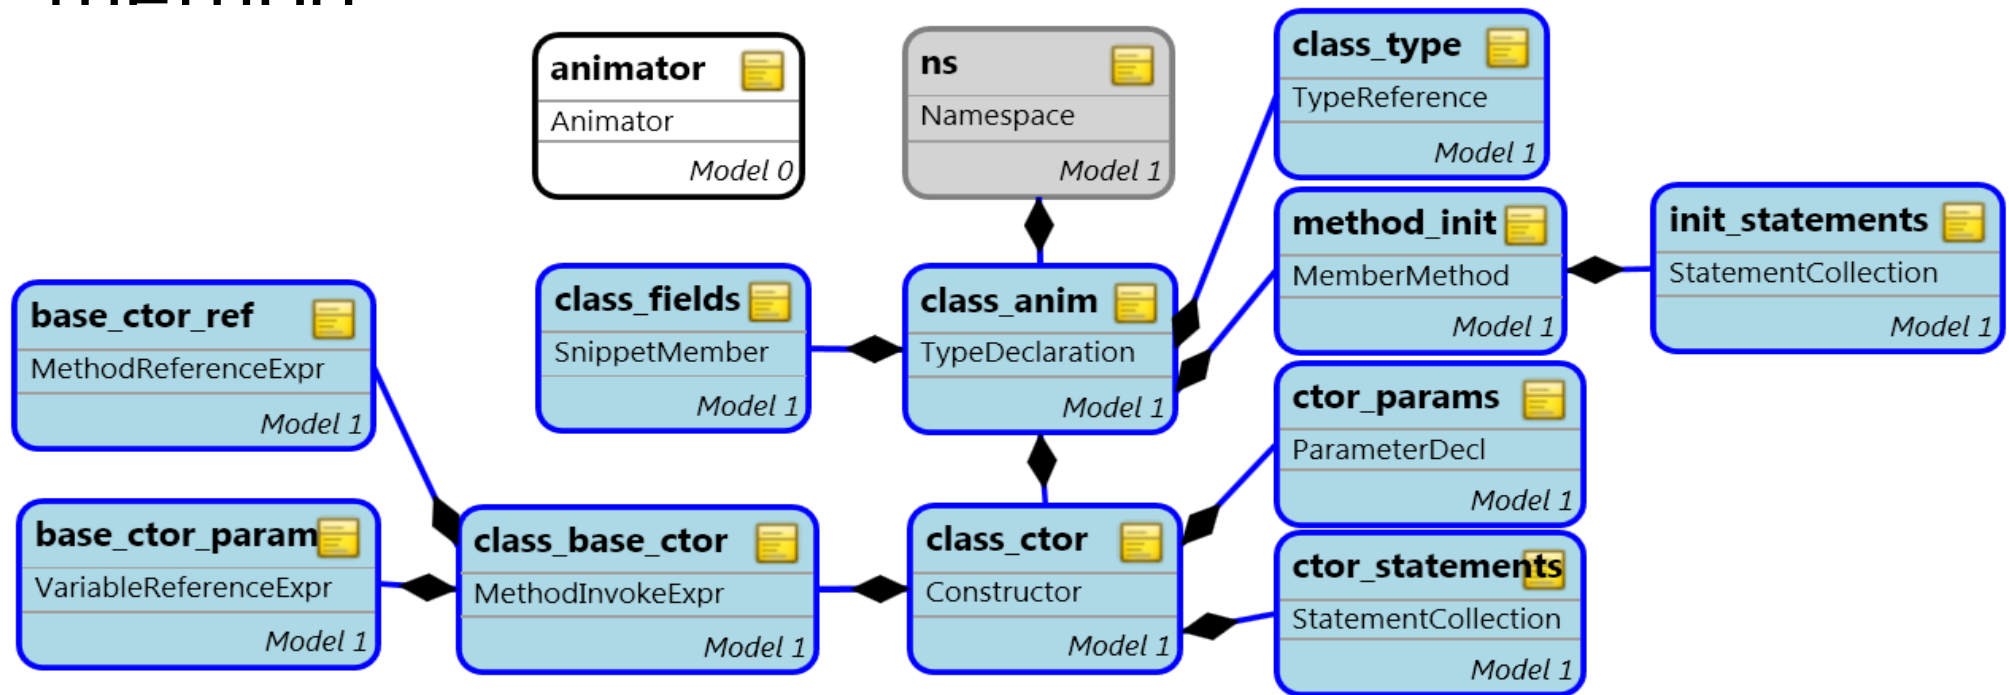 animator
Animator
Model 0
ns
Namespace
Model 1
class_type
TypeReference
Model 1
method_init
MemberMethod
Model 1
init_statements
StatementCollection
Model 1
base_ctor_ref
MethodReferenceExpr
Model 1
class_fields
SnippetMember
Model 1
class_anim
TypeDeclaration
Model 1
ctor_params
ParameterDecl
Model 1
base_ctor_param
VariableReferenceExpr
Model 1
class_base_ctor
MethodInvokeExpr
Model 1
class_ctor
Constructor
Model 1
ctor_statements
StatementCollection
Model 1